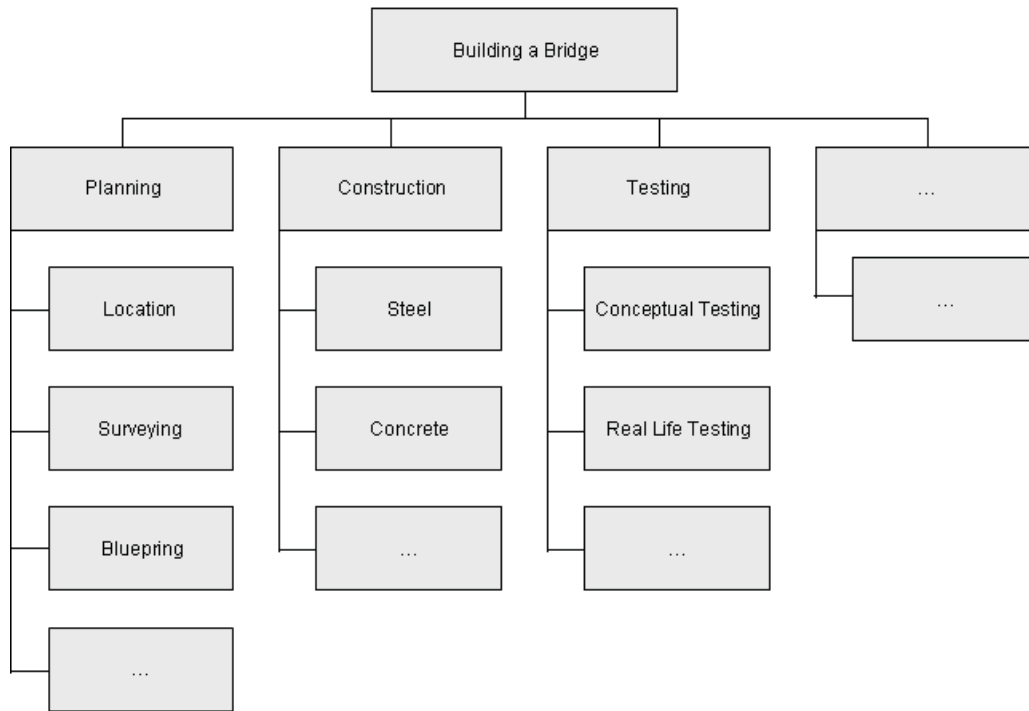 Building a Bridge
Planning
Construction
Testing
...
Location
Steel
Conceptual Testing
...
Surveying
Concrete
Real Life Testing
Bluepring
...
...
...